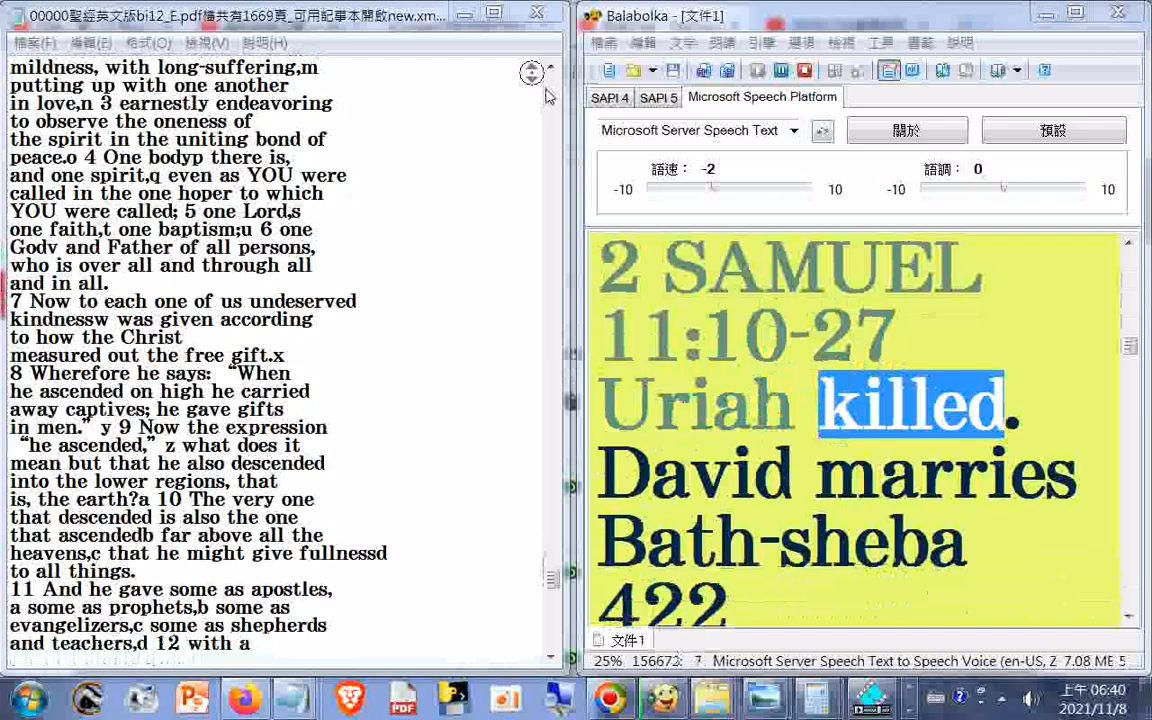 00000聖經英文版bi12_E.pdf檔共有1669頁_可用記事本開啟new.xm...
檔案(F) 編輯(E) 格式(O) 檢視(V) 說明(H)
mildness, with long-suffering,m
putting up with one another
in love,n 3 earnestly endeavoring
to observe the oneness of
the spirit in the uniting bond of
peace.o 4 One bodyp there is,
and one spirit,q even as YOU were
called in the one hoper to which
YOU were called; 5 one Lord,s
one faith,t one baptism;u 6 one
Godv and Father of all persons,
who is over all and through all
and in all.
7 Now to each one of us undeserved
kindnessw was given according
to how the Christ
measured out the free gift.x
8 Wherefore he says: “When
he ascended on high he carried
away captives; he gave gifts
in men.” y 9 Now the expression
“he ascended,” z what does it
mean but that he also descended
into the lower regions, that
is, the earth?a 10 The very one
that descended is also the one
that ascendedb far above all the
heavens,c that he might give fullnessd
to all things.
11 And he gave some as apostles,
a some as prophets,b some as
evangelizers,c some as shepherds
and teachers,d 12 with a
Balabolka - [文件1]
檔案 編輯 文字 朗讀 引擎 選項 檢視 工具 書籤 說明
SAPI 4 SAPI 5 Microsoft Speech Platform
Microsoft Server Speech Text 關於 預設
語速： -2 語調： 0
-10 10 -10 10
2 SAMUEL
11:10-27
Uriah killed.
David marries
Bath-sheba
422
文件1
25% 156672: 7. Microsoft Server Speech Text to Speech Voice (en-US, Z 7.08 MB 5
PDF
上午 06:40
2021/11/8